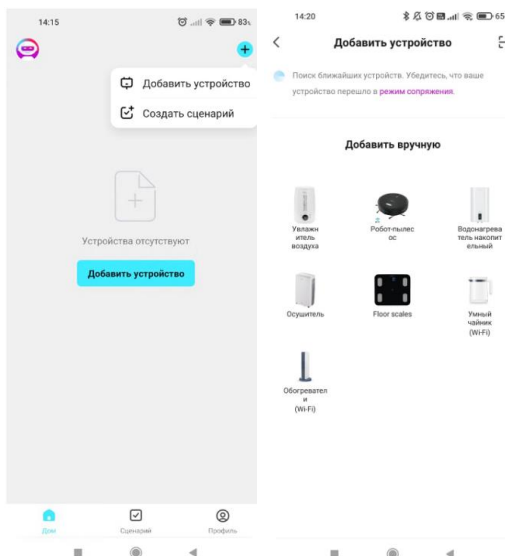 14:15
83%
Добавить устройство
Создать сценарий
Устройства отсутствуют
Добавить устройство
Дом
Сценарий
Профиль
14:20
65
Добавить устройство
Поиск ближайших устройств. Убедитесь, что ваше
устройство перешло в режим сопряжения.
Добавить вручную
Увлажн
итель
воздуха
Робот-пылес
ос
Водонагрева
тель накопит
ельный
Осушитель
Floor scales
Умный
чайник
(Wi-Fi)
Обогревател
и
(Wi-Fi)